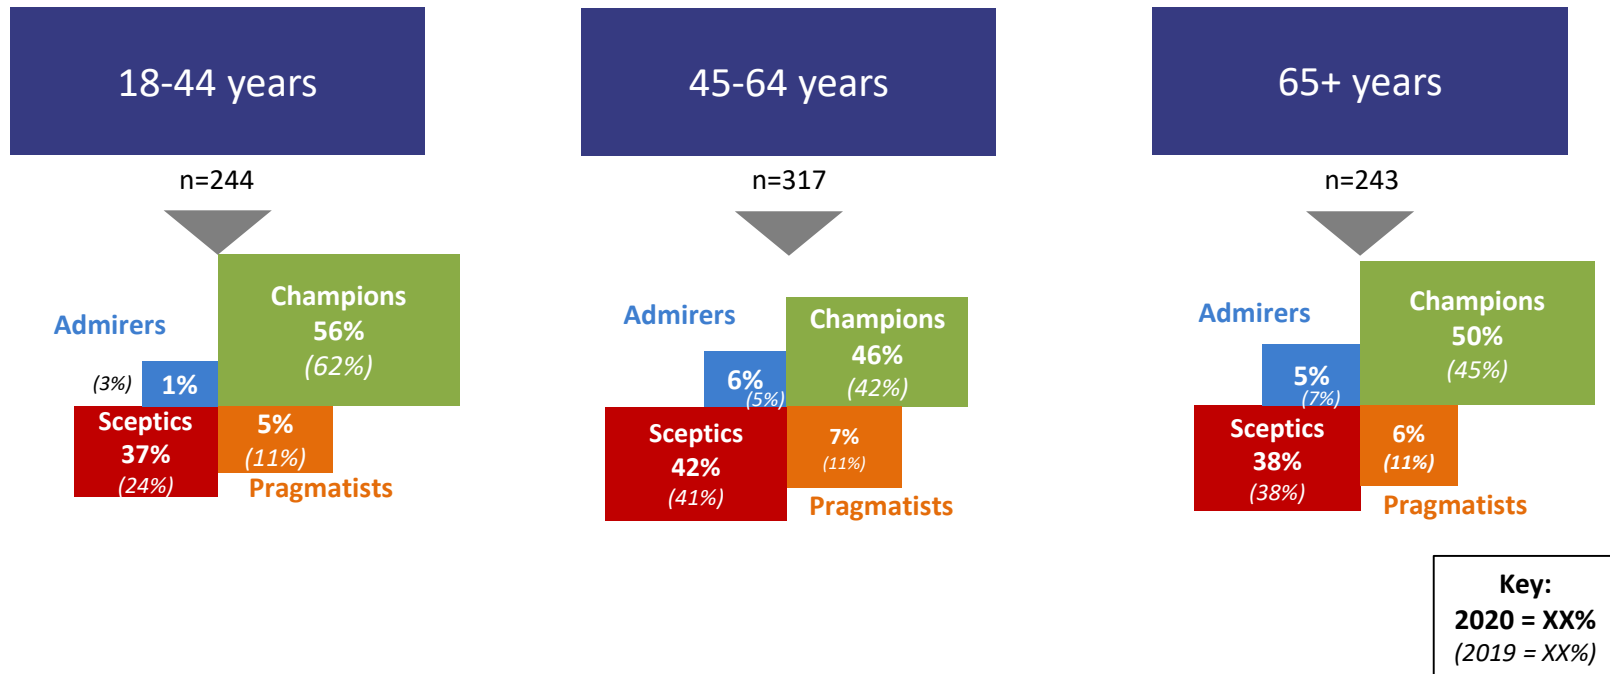 18-44 years
n=244
Admirers
(3%)
1%
Champions
56%
(62%)
Sceptics
37%
(24%)
5%
(11%)
Pragmatists
45-64 years
n=317
Admirers
6%
(5%)
Champions
46%
(42%)
Sceptics
42%
(41%)
7%
(11%)
Pragmatists
65+ years
n=243
Admirers
5%
(7%)
Champions
50%
(45%)
Sceptics
38%
(38%)
6%
(11%)
Pragmatists
Key:
2020 = XX%
(2019 = XX%)